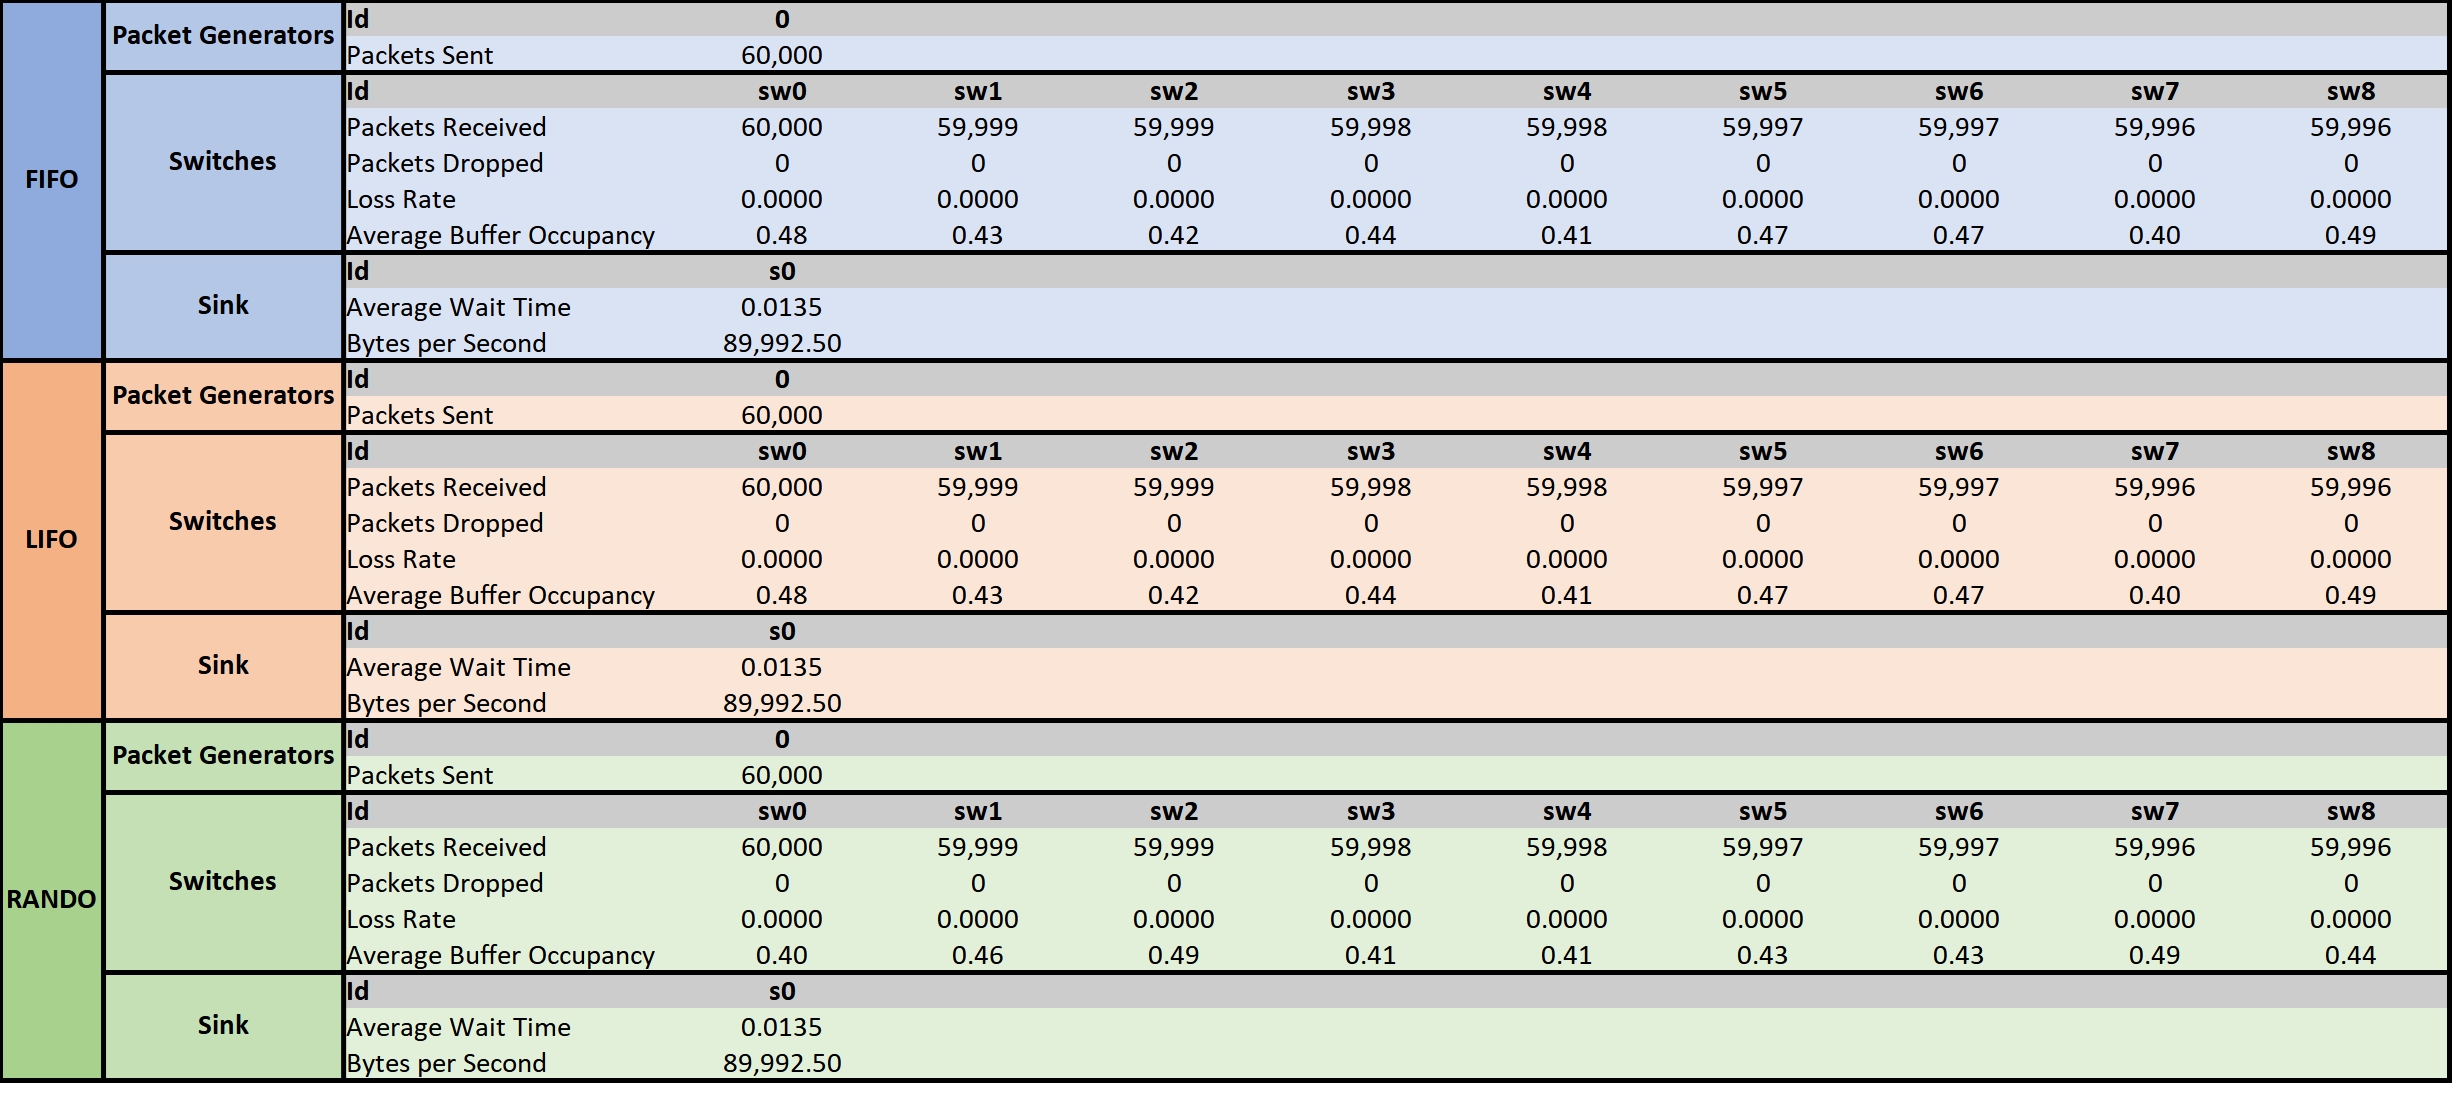 FIFO
Packet Generators
Id 0
Packets Sent 60,000
Switches
Id sw0 sw1 sw2 sw3 sw4 sw5 sw6 sw7 sw8
Packets Received 60,000 59,999 59,999 59,998 59,998 59,997 59,997 59,996 59,996
Packets Dropped 0 0 0 0 0 0 0 0 0
Loss Rate 0.0000 0.0000 0.0000 0.0000 0.0000 0.0000 0.0000 0.0000 0.0000
Average Buffer Occupancy 0.48 0.43 0.42 0.44 0.41 0.47 0.47 0.40 0.49
Sink
Id s0
Average Wait Time 0.0135
Bytes per Second 89,992.50
LIFO
Packet Generators
Id 0
Packets Sent 60,000
Switches
Id sw0 sw1 sw2 sw3 sw4 sw5 sw6 sw7 sw8
Packets Received 60,000 59,999 59,999 59,998 59,998 59,997 59,997 59,996 59,996
Packets Dropped 0 0 0 0 0 0 0 0 0
Loss Rate 0.0000 0.0000 0.0000 0.0000 0.0000 0.0000 0.0000 0.0000 0.0000
Average Buffer Occupancy 0.48 0.43 0.42 0.44 0.41 0.47 0.47 0.40 0.49
Sink
Id s0
Average Wait Time 0.0135
Bytes per Second 89,992.50
RANDO
Packet Generators
Id 0
Packets Sent 60,000
Switches
Id sw0 sw1 sw2 sw3 sw4 sw5 sw6 sw7 sw8
Packets Received 60,000 59,999 59,999 59,998 59,998 59,997 59,997 59,996 59,996
Packets Dropped 0 0 0 0 0 0 0 0 0
Loss Rate 0.0000 0.0000 0.0000 0.0000 0.0000 0.0000 0.0000 0.0000 0.0000
Average Buffer Occupancy 0.40 0.46 0.49 0.41 0.41 0.43 0.43 0.49 0.44
Sink
Id s0
Average Wait Time 0.0135
Bytes per Second 89,992.50